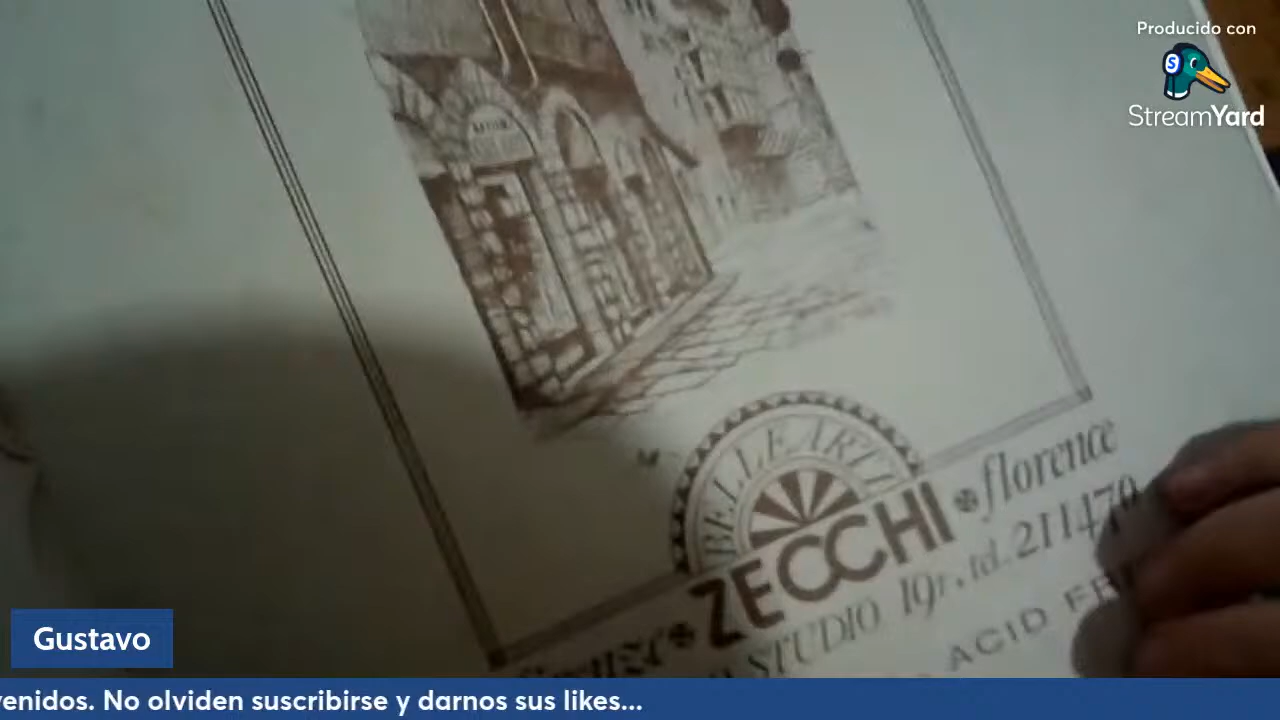 Producido con
StreamYard
BELLE ARTI
ZECCHI florence
STUDIO 19r. tel. 211470
ACID
Gustavo
venidos. No olviden suscribirse y darnos sus likes...